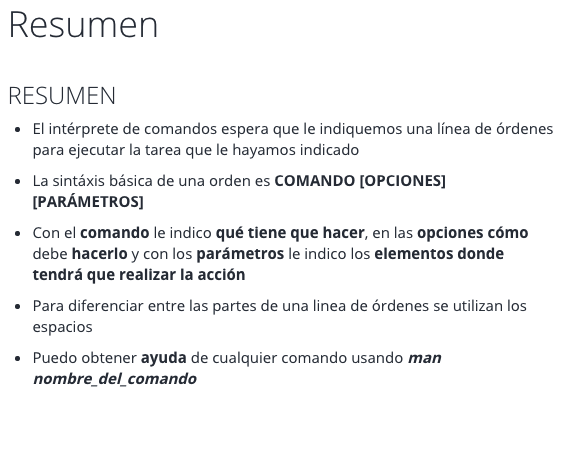 Resumen
RESUMEN
• El intérprete de comandos espera que le indiquemos una línea de órdenes
para ejecutar la tarea que le hayamos indicado
• La sintáxis básica de una orden es COMANDO [OPCIONES]
[PARÁMETROS]
• Con el comando le indico qué tiene que hacer, en las opciones cómo
debe hacerlo y con los parámetros le indico los elementos donde
tendrá que realizar la acción
• Para diferenciar entre las partes de una linea de órdenes se utilizan los
espacios
• Puedo obtener ayuda de cualquier comando usando man
nombre_del_comando